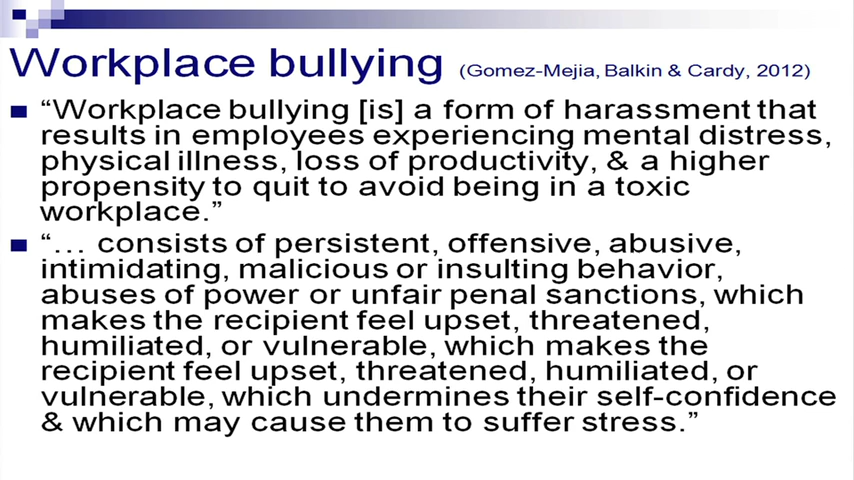 Workplace bullying (Gomez-Mejia, Balkin & Cardy, 2012)
"Workplace bullying [is] a form of harassment that
results in employees experiencing mental distress,
physical illness, loss of productivity, & a higher
propensity to quit to avoid being in a toxic
workplace."
"… consists of persistent, offensive, abusive,
intimidating, malicious or insulting behavior,
abuses of power or unfair penal sanctions, which
makes the recipient feel upset, threatened,
humiliated, or vulnerable, which makes the
recipient feel upset, threatened, humiliated, or
vulnerable, which undermines their self-confidence
& which may cause them to suffer stress."